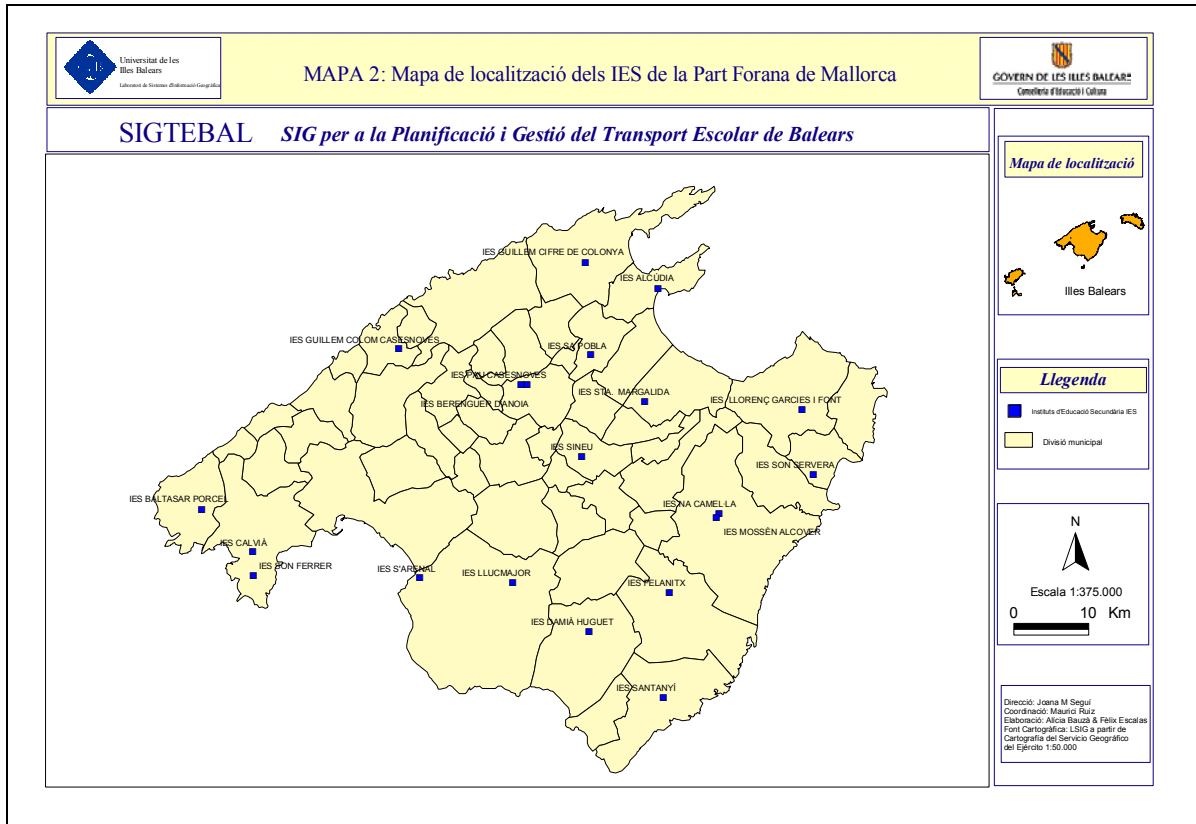 Universitat de les
Illes Balears
Laboratori de Sistemes d'Informació Geogràfica
MAPA 2: Mapa de localització dels IES de la Part Forana de Mallorca
GOVERN DE LES ILLES BALEARS
Conselleria d'Educació i Cultura
SIGTEBAL SIG per a la Planificació i Gestió del Transport Escolar de Balears
Mapa de localització
Illes Balears
IES GUILLEM CIFRE DE COLONYA
IES ALCÚDIA
IES GUILLEM COLOM CASESNOVES
IES SA POBLA
IES PAU CASESNOVES
IES BERENGUER D'ANOIA
IES STA. MARGALIDA
IES LLORENÇ GARCIES I FONT
IES SINEU
IES SON SERVERA
IES BALTASAR PORCEL
IES NA CAMEL·LA
IES MOSSÈN ALCOVER
IES CALVIÀ
IES SON FERRER
IES S'ARENAL
IES LLUCMAJOR
IES FELANITX
IES DAMIÀ HUGUET
IES SANTANYÍ
Llegenda
Instituts d'Educació Secundària IES
Divisió municipal
N
Escala 1:375.000
0 10 Km
Direcció: Joana M Seguí
Coordinació: Maurici Ruiz
Elaboració: Alícia Bauzà & Fèlix Escalas
Font Cartogràfica: LSIG a partir de
Cartografía del Servicio Geográfico
del Ejército 1:50.000